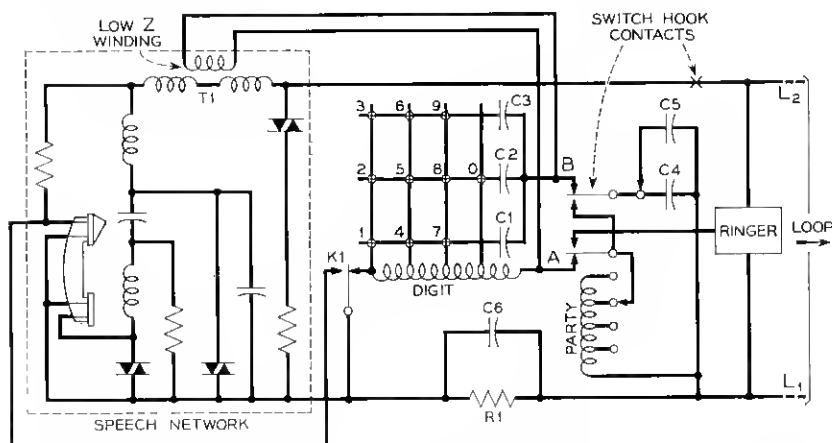 LOW Z
WINDING
T1
SWITCH HOOK
CONTACTS
L2
3 6 9 C3
C5
2 5 8 0 C2
B
C4
1 4 7 C1
RINGER
LOOP
K1
A
DIGIT
PARTY
C6
R1
L1
SPEECH NETWORK